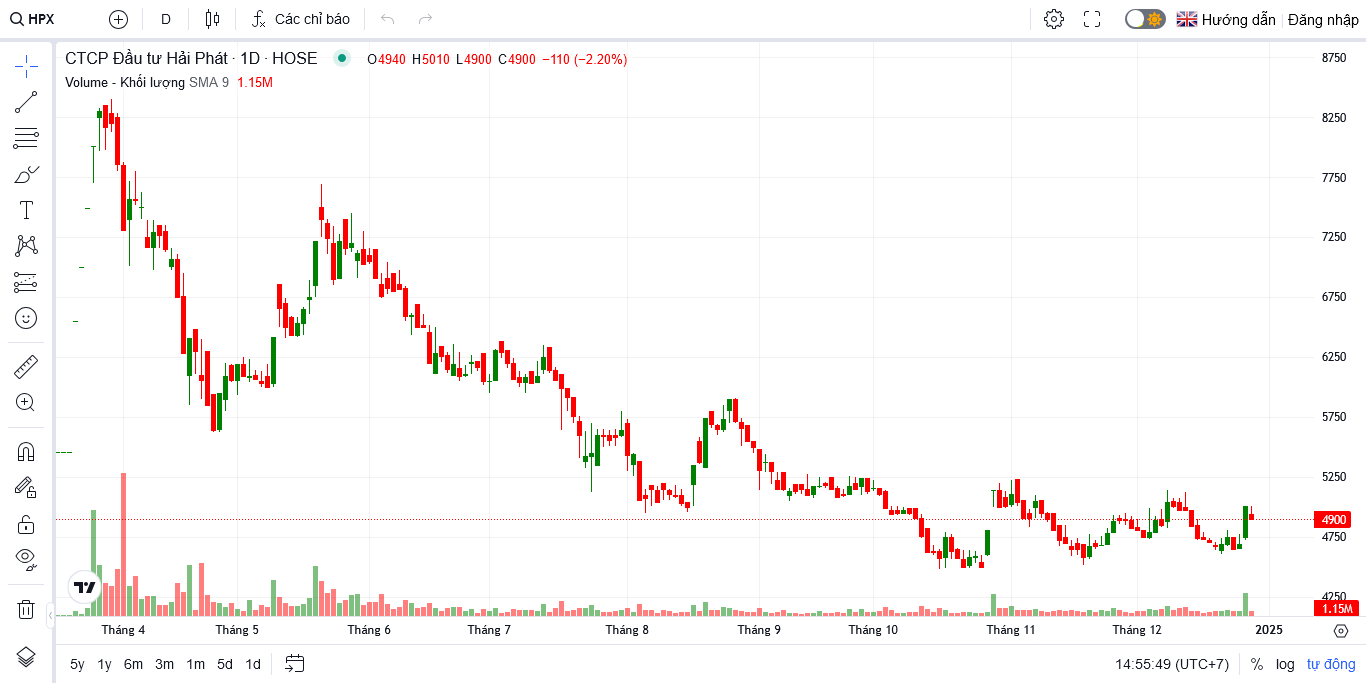 HPX D Các chỉ báo Hướng dẫn Đăng nhập
CTCP Đầu tư Hải Phát · 1D · HOSE O4940 H5010 L4900 C4900 −110 (−2.20%)
Volume - Khối lượng SMA 9 1.15M
8750
8250
7750
7250
6750
6250
5750
5250
4900
4750
4250
1.15M
Tháng 4 Tháng 5 Tháng 6 Tháng 7 Tháng 8 Tháng 9 Tháng 10 Tháng 11 Tháng 12 2025
5y 1y 6m 3m 1m 5d 1d 14:55:49 (UTC+7) % log tự động